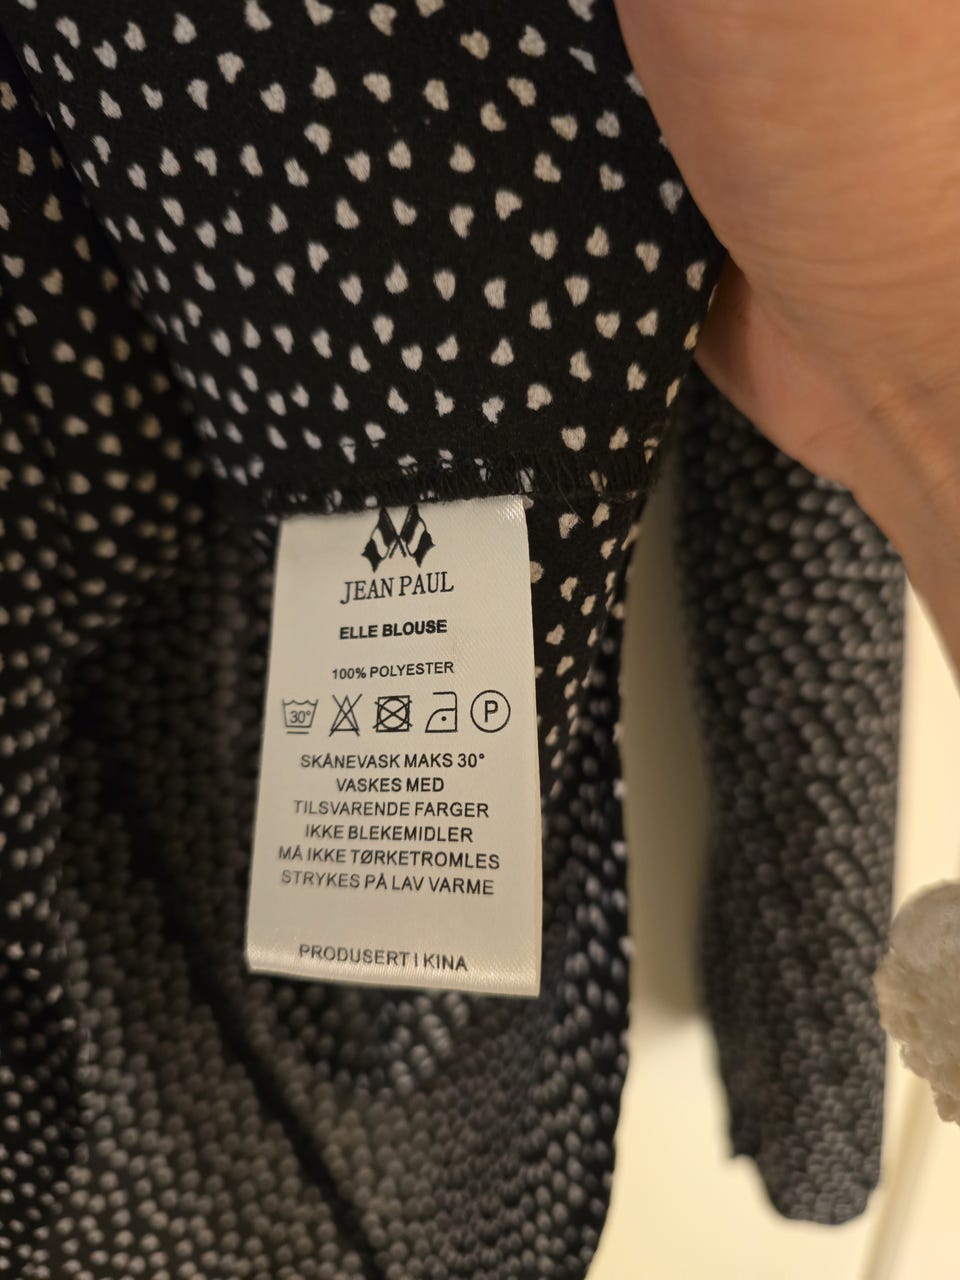 JEAN PAUL
ELLE BLOUSE
100% POLYESTER
30° P
SKÅNEVASK MAKS 30°
VASKES MED
TILSVARENDE FARGER
IKKE BLEKEMIDLER
MÅ IKKE TØRKETROMLES
STRYKES PÅ LAV VARME
PRODUSERT I KINA